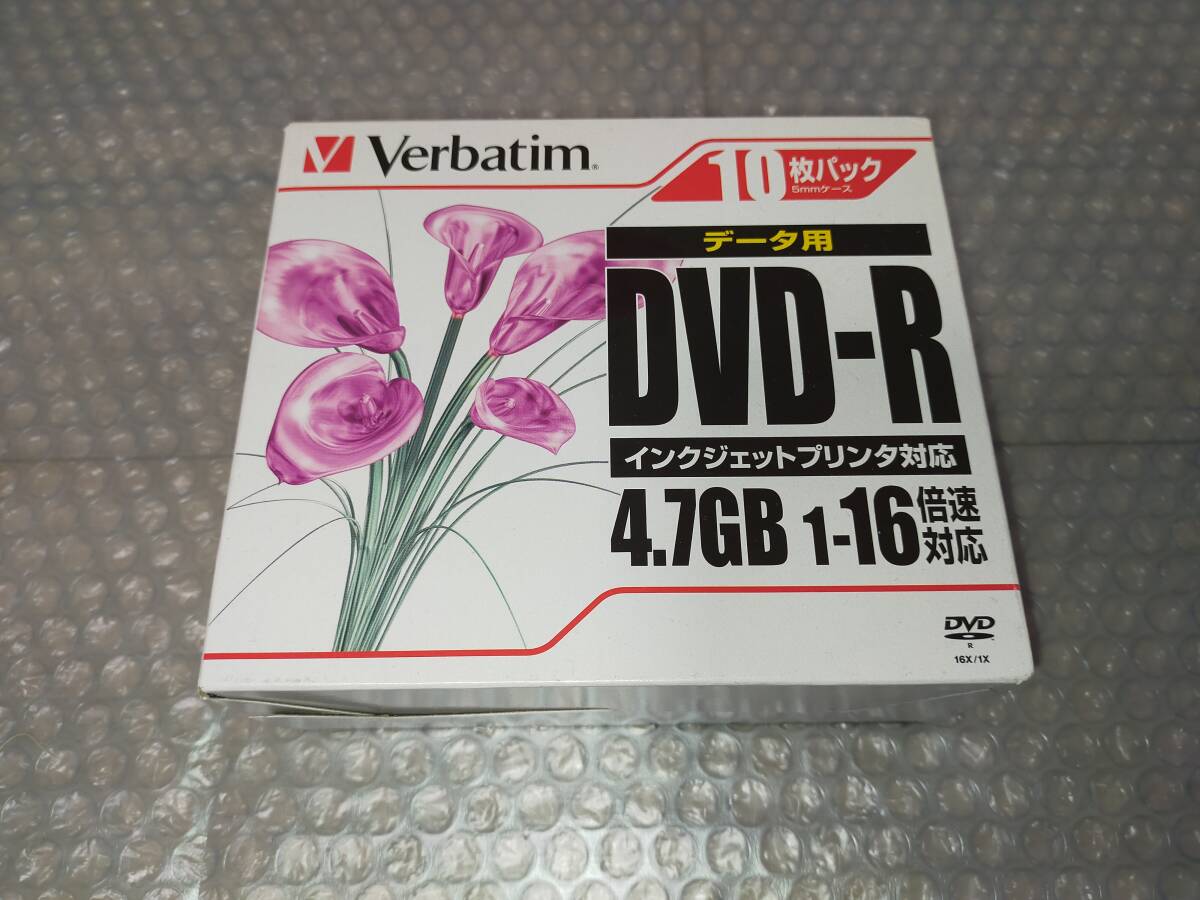 Verbatim®
10枚パック
5mmケース
データ用
DVD-R
インクジェットプリンタ対応
4.7GB 1-16倍速対応
DVD
R
16X/1X